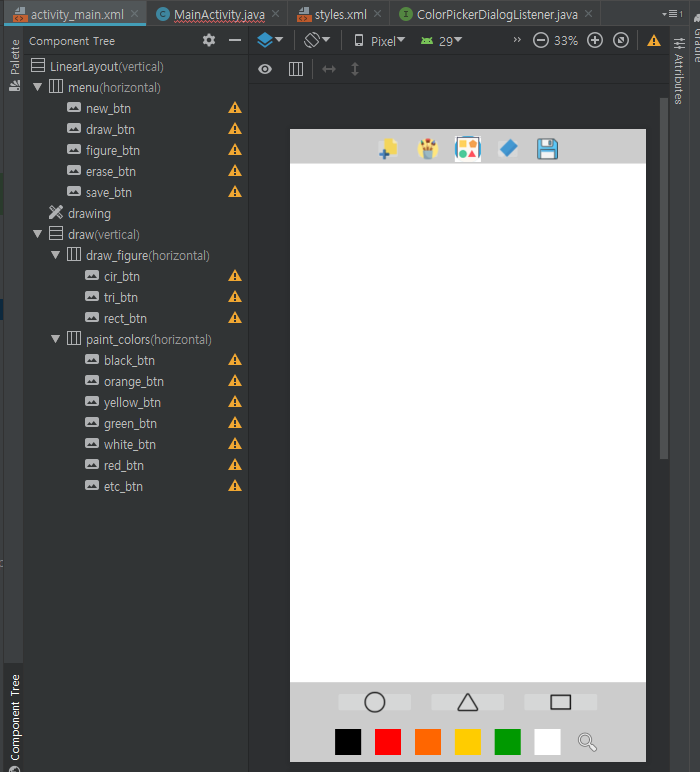 activity_main.xml
MainActivity.java
styles.xml
ColorPickerDialogListener.java
1
Palette
Component Tree
Pixel
29
»
33%
Gradle
Attributes
LinearLayout(vertical)
menu(horizontal)
new_btn
draw_btn
figure_btn
erase_btn
save_btn
drawing
draw(vertical)
draw_figure(horizontal)
cir_btn
tri_btn
rect_btn
paint_colors(horizontal)
black_btn
orange_btn
yellow_btn
green_btn
white_btn
red_btn
etc_btn
Component Tree